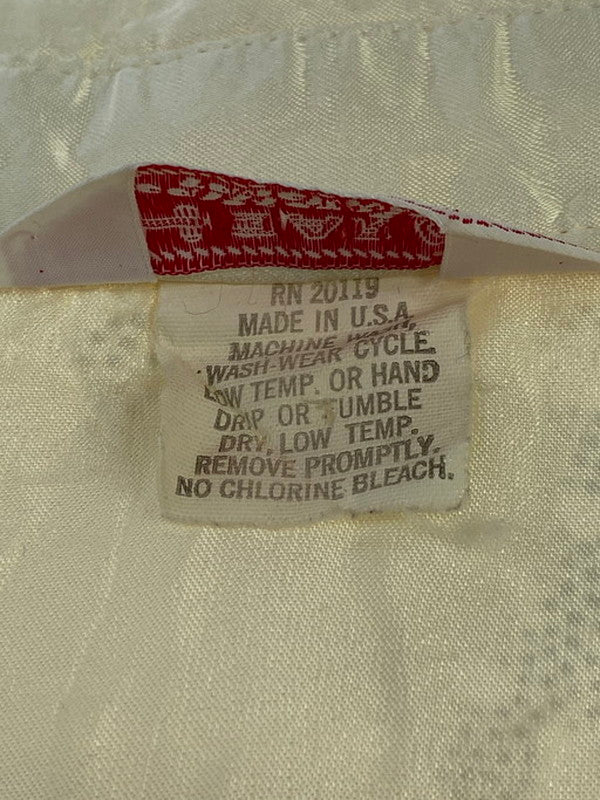 RN 20119
MADE IN U.S.A.
MACHINE WASH,
WASH-WEAR CYCLE
LOW TEMP. OR HAND
DRIP OR TUMBLE
DRY, LOW TEMP.
REMOVE PROMPTLY.
NO CHLORINE BLEACH.